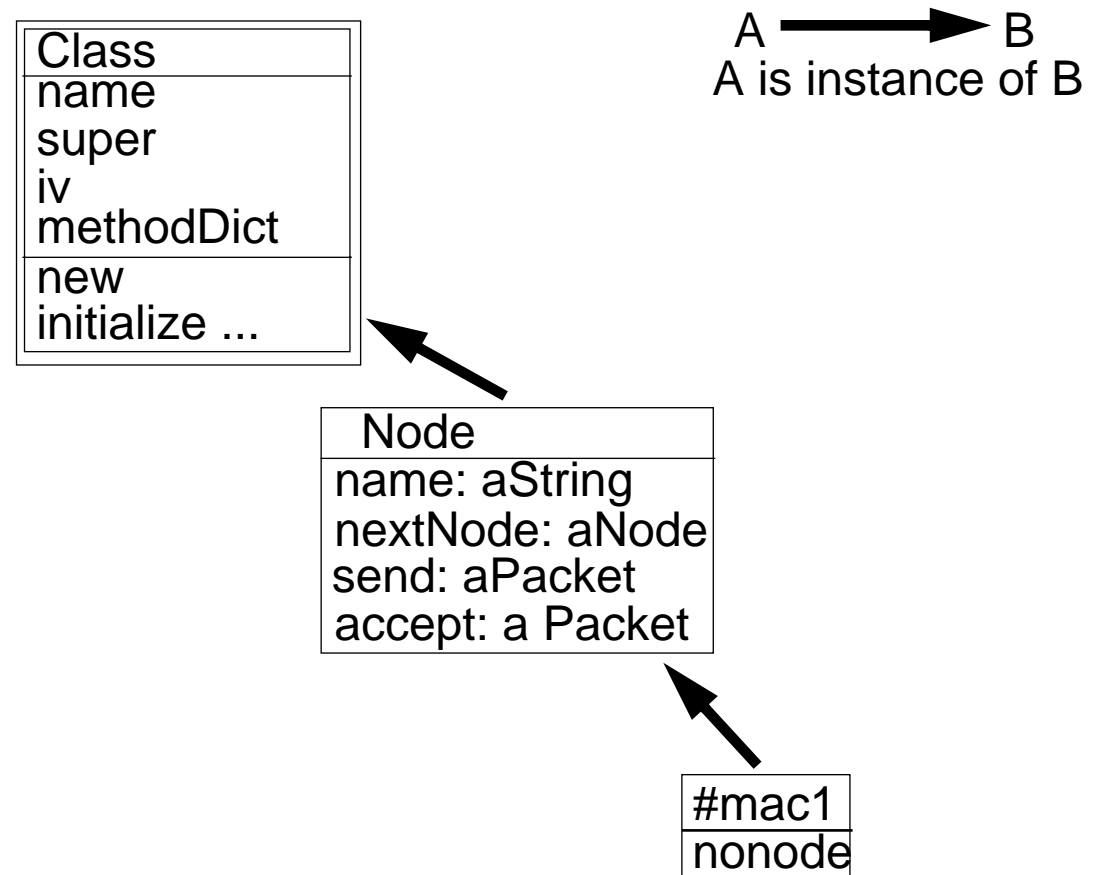 Class
name
super
iv
methodDict
new
initialize ...
A B
A is instance of B
Node
name: aString
nextNode: aNode
send: aPacket
accept: a Packet
#mac1
nonode